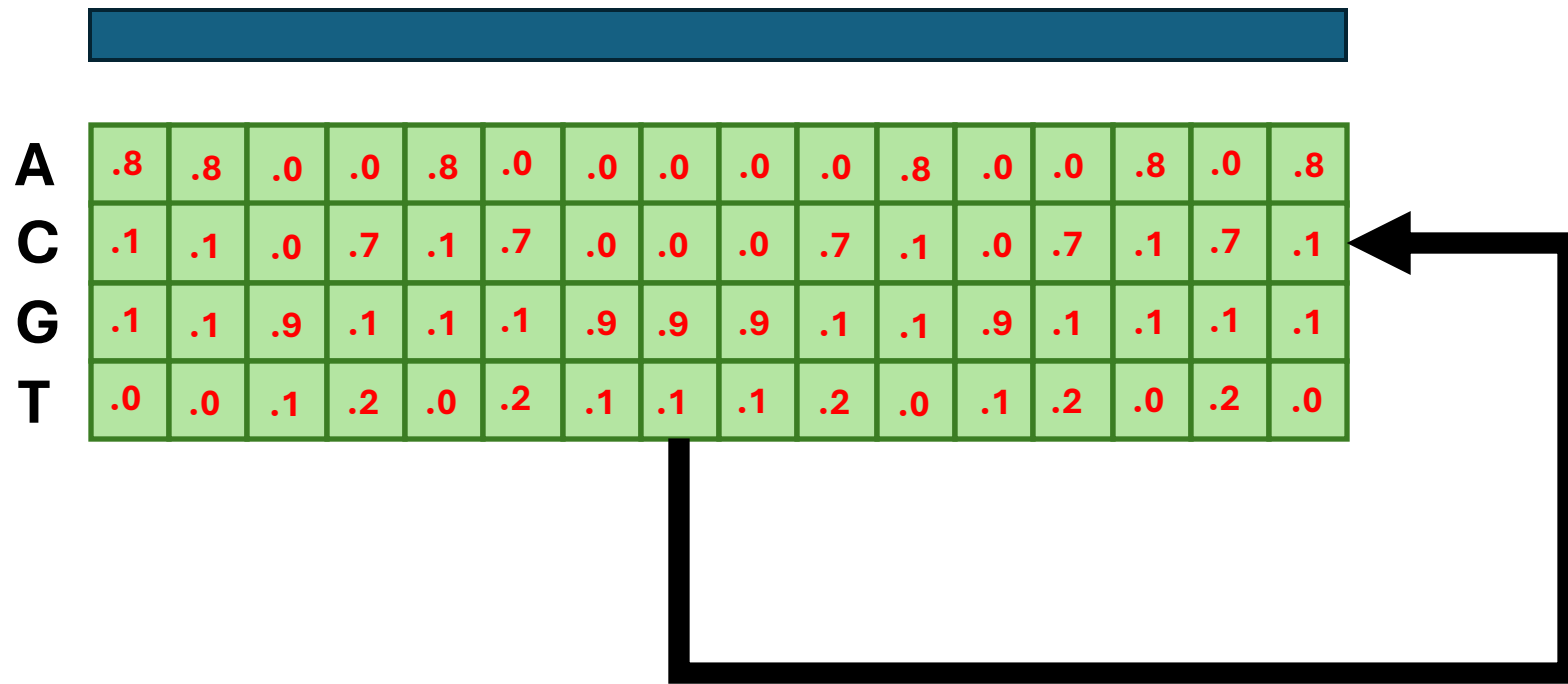 A .8 .8 .0 .0 .8 .0 .0 .0 .0 .0 .8 .0 .0 .8 .0 .8
C .1 .1 .0 .7 .1 .7 .0 .0 .0 .7 .1 .0 .7 .1 .7 .1
G .1 .1 .9 .1 .1 .1 .9 .9 .9 .1 .1 .9 .1 .1 .1 .1
T .0 .0 .1 .2 .0 .2 .1 .1 .1 .2 .0 .1 .2 .0 .2 .0